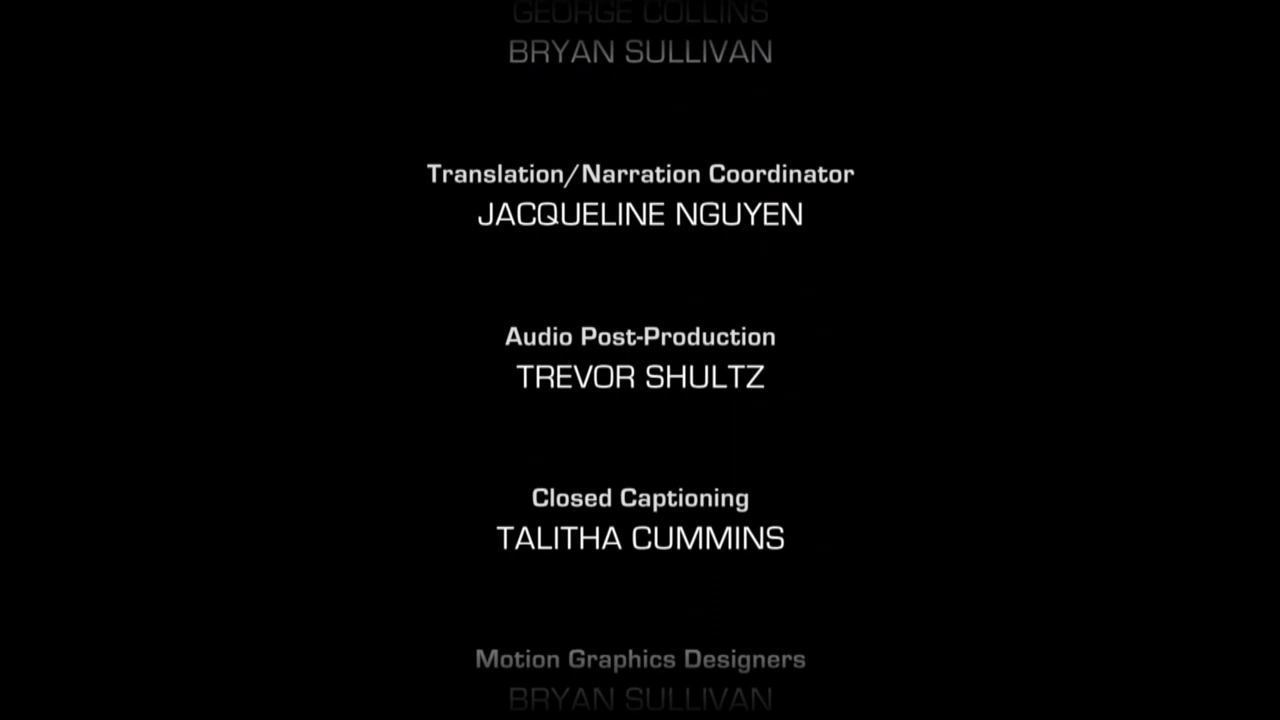 GEORGE COLLINS
BRYAN SULLIVAN
Translation/Narration Coordinator
JACQUELINE NGUYEN
Audio Post-Production
TREVOR SHULTZ
Closed Captioning
TALITHA CUMMINS
Motion Graphics Designers
BRYAN SULLIVAN